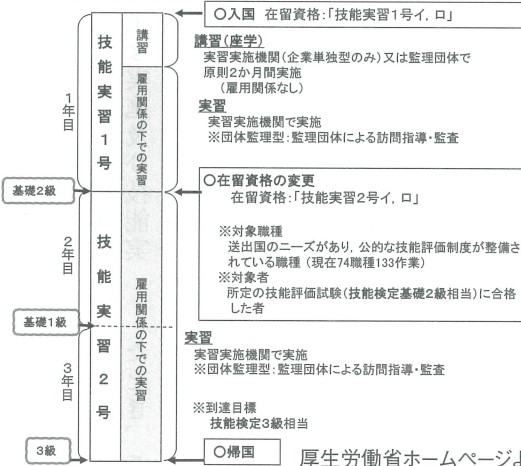 ○入国 在留資格:「技能実習1号イ，ロ」
1年目
技能実習1号
講習
雇用関係の下での実習
講習(座学)
実習実施機関(企業単独型のみ)又は監理団体で
原則2か月間実施
(雇用関係なし)
実習
実習実施機関で実施
※団体監理型：監理団体による訪問指導・監査
基礎2級
○在留資格の変更
在留資格：「技能実習2号イ，ロ」
※対象職種
送出国のニーズがあり，公的な技能評価制度が整備さ
れている職種 (現在74職種133作業)
※対象者
所定の技能評価試験(技能検定基礎2級相当)に合格
した者
2年目
技能実習2号
雇用関係の下での実習
基礎1級
3年目
実習
実習実施機関で実施
※団体監理型：監理団体による訪問指導・監査
※到達目標
技能検定3級相当
3級
○帰国
厚生労働省ホームページよ